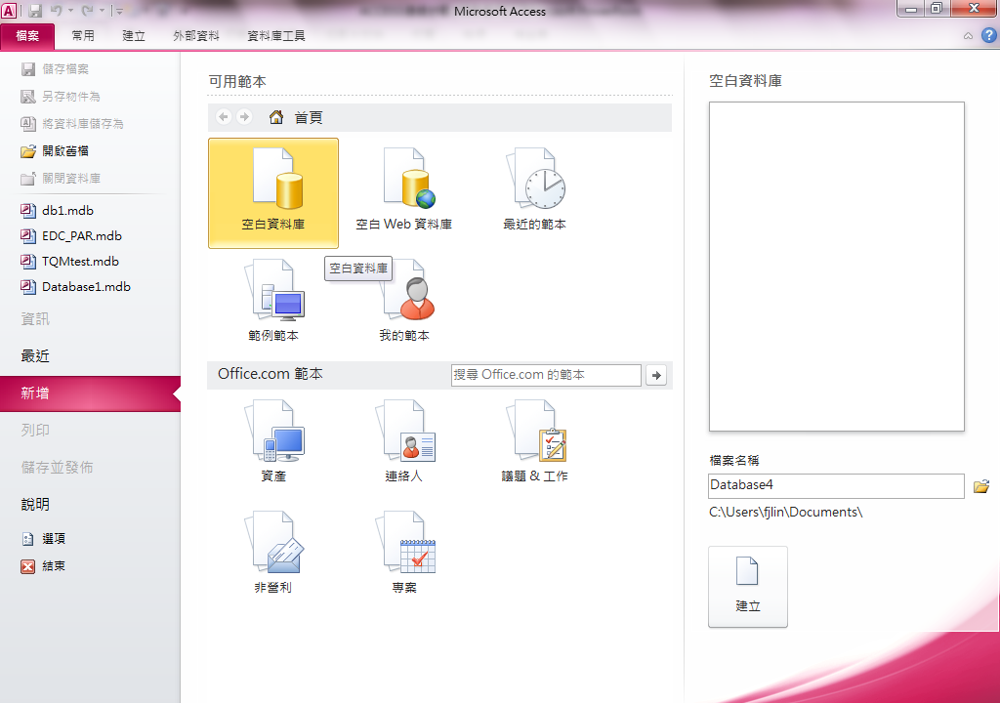 Microsoft Access
檔案
常用
建立
外部資料
資料庫工具
儲存檔案
另存物件為
將資料庫儲存為
開啟舊檔
關閉資料庫
db1.mdb
EDC_PAR.mdb
TQMtest.mdb
Database1.mdb
資訊
最近
新增
列印
儲存並發佈
說明
選項
結束
可用範本
首頁
空白資料庫
空白 Web 資料庫
最近的範本
空白資料庫
範例範本
我的範本
Office.com 範本
搜尋 Office.com 的範本
資產
連絡人
議題 & 工作
非營利
專案
空白資料庫
檔案名稱
Database4
C:\Users\fjlin\Documents\
建立